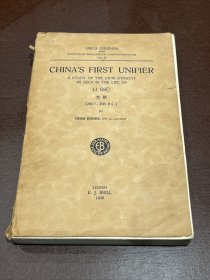 SINICA LEIDENSIA
CHINA'S FIRST UNIFIER
A STUDY OF THE CH'IN DYNASTY
AS SEEN IN THE LIFE OF
LI SSŬ
李斯
(280?-208 B.C.)
BY
DERK BODDE,
LEIDEN
E. J. BRILL
1938